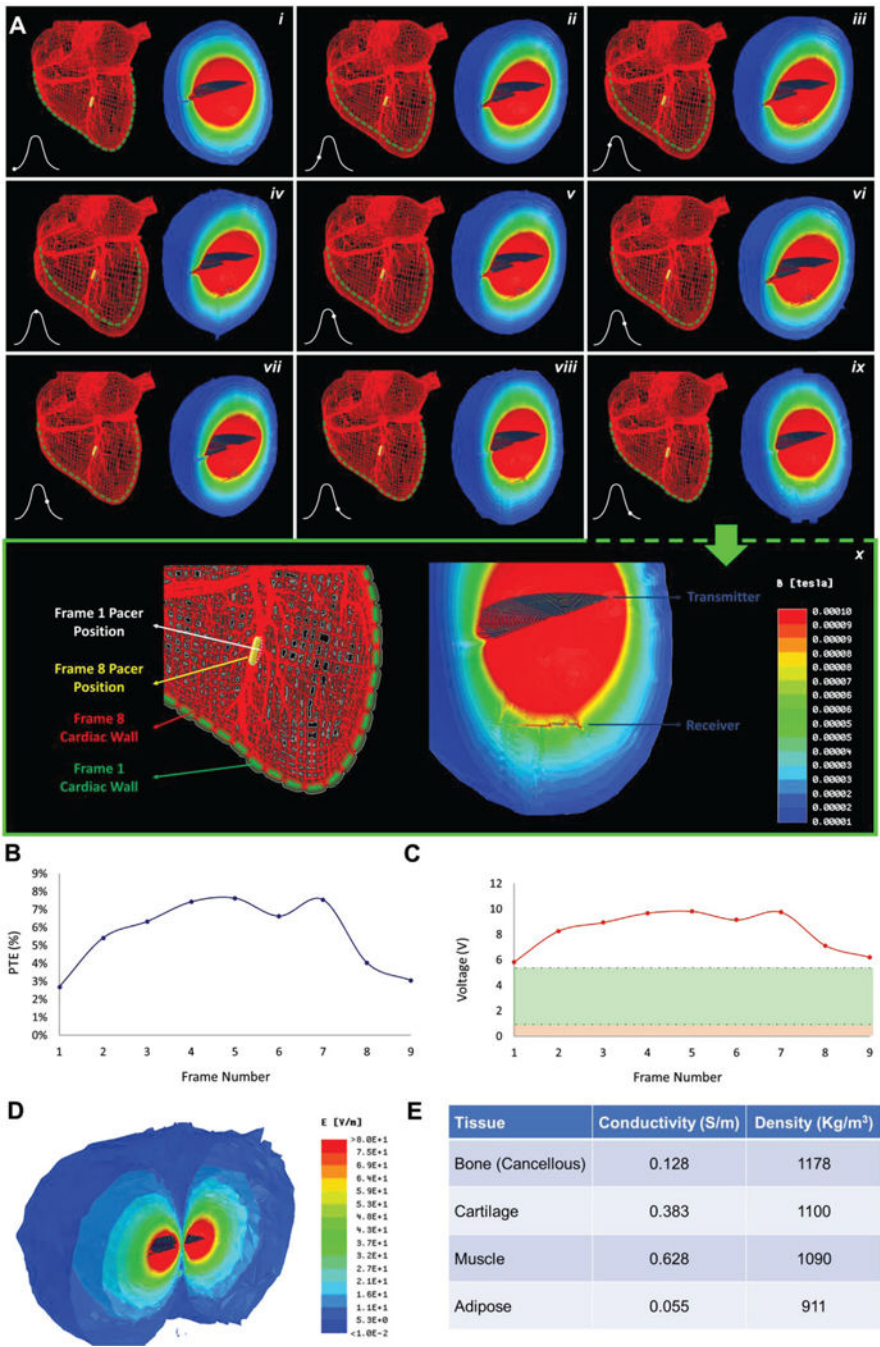 A
i
ii
iii
iv
v
vi
vii
viii
ix
x
Frame 1 Pacer
Position
Frame 8 Pacer
Position
Frame 8
Cardiac Wall
Frame 1
Cardiac Wall
Transmitter
Receiver
B [tesla]
0.00010
0.00009
0.00009
0.00008
0.00008
0.00007
0.00006
0.00006
0.00005
0.00005
0.00004
0.00003
0.00003
0.00002
0.00002
0.00001
B
9%
8%
7%
6%
5%
4%
3%
2%
1%
0%
PTE (%)
1 2 3 4 5 6 7 8 9
Frame Number
C
12
10
8
6
4
2
0
Voltage (V)
1 2 3 4 5 6 7 8 9
Frame Number
D
E [V/m]
>8.0E+1
7.5E+1
6.9E+1
6.4E+1
5.9E+1
5.3E+1
4.8E+1
4.3E+1
3.7E+1
3.2E+1
2.7E+1
2.1E+1
1.6E+1
1.1E+1
5.3E+0
<1.0E-2
E
Tissue Conductivity (S/m) Density (Kg/m³)
Bone (Cancellous) 0.128 1178
Cartilage 0.383 1100
Muscle 0.628 1090
Adipose 0.055 911